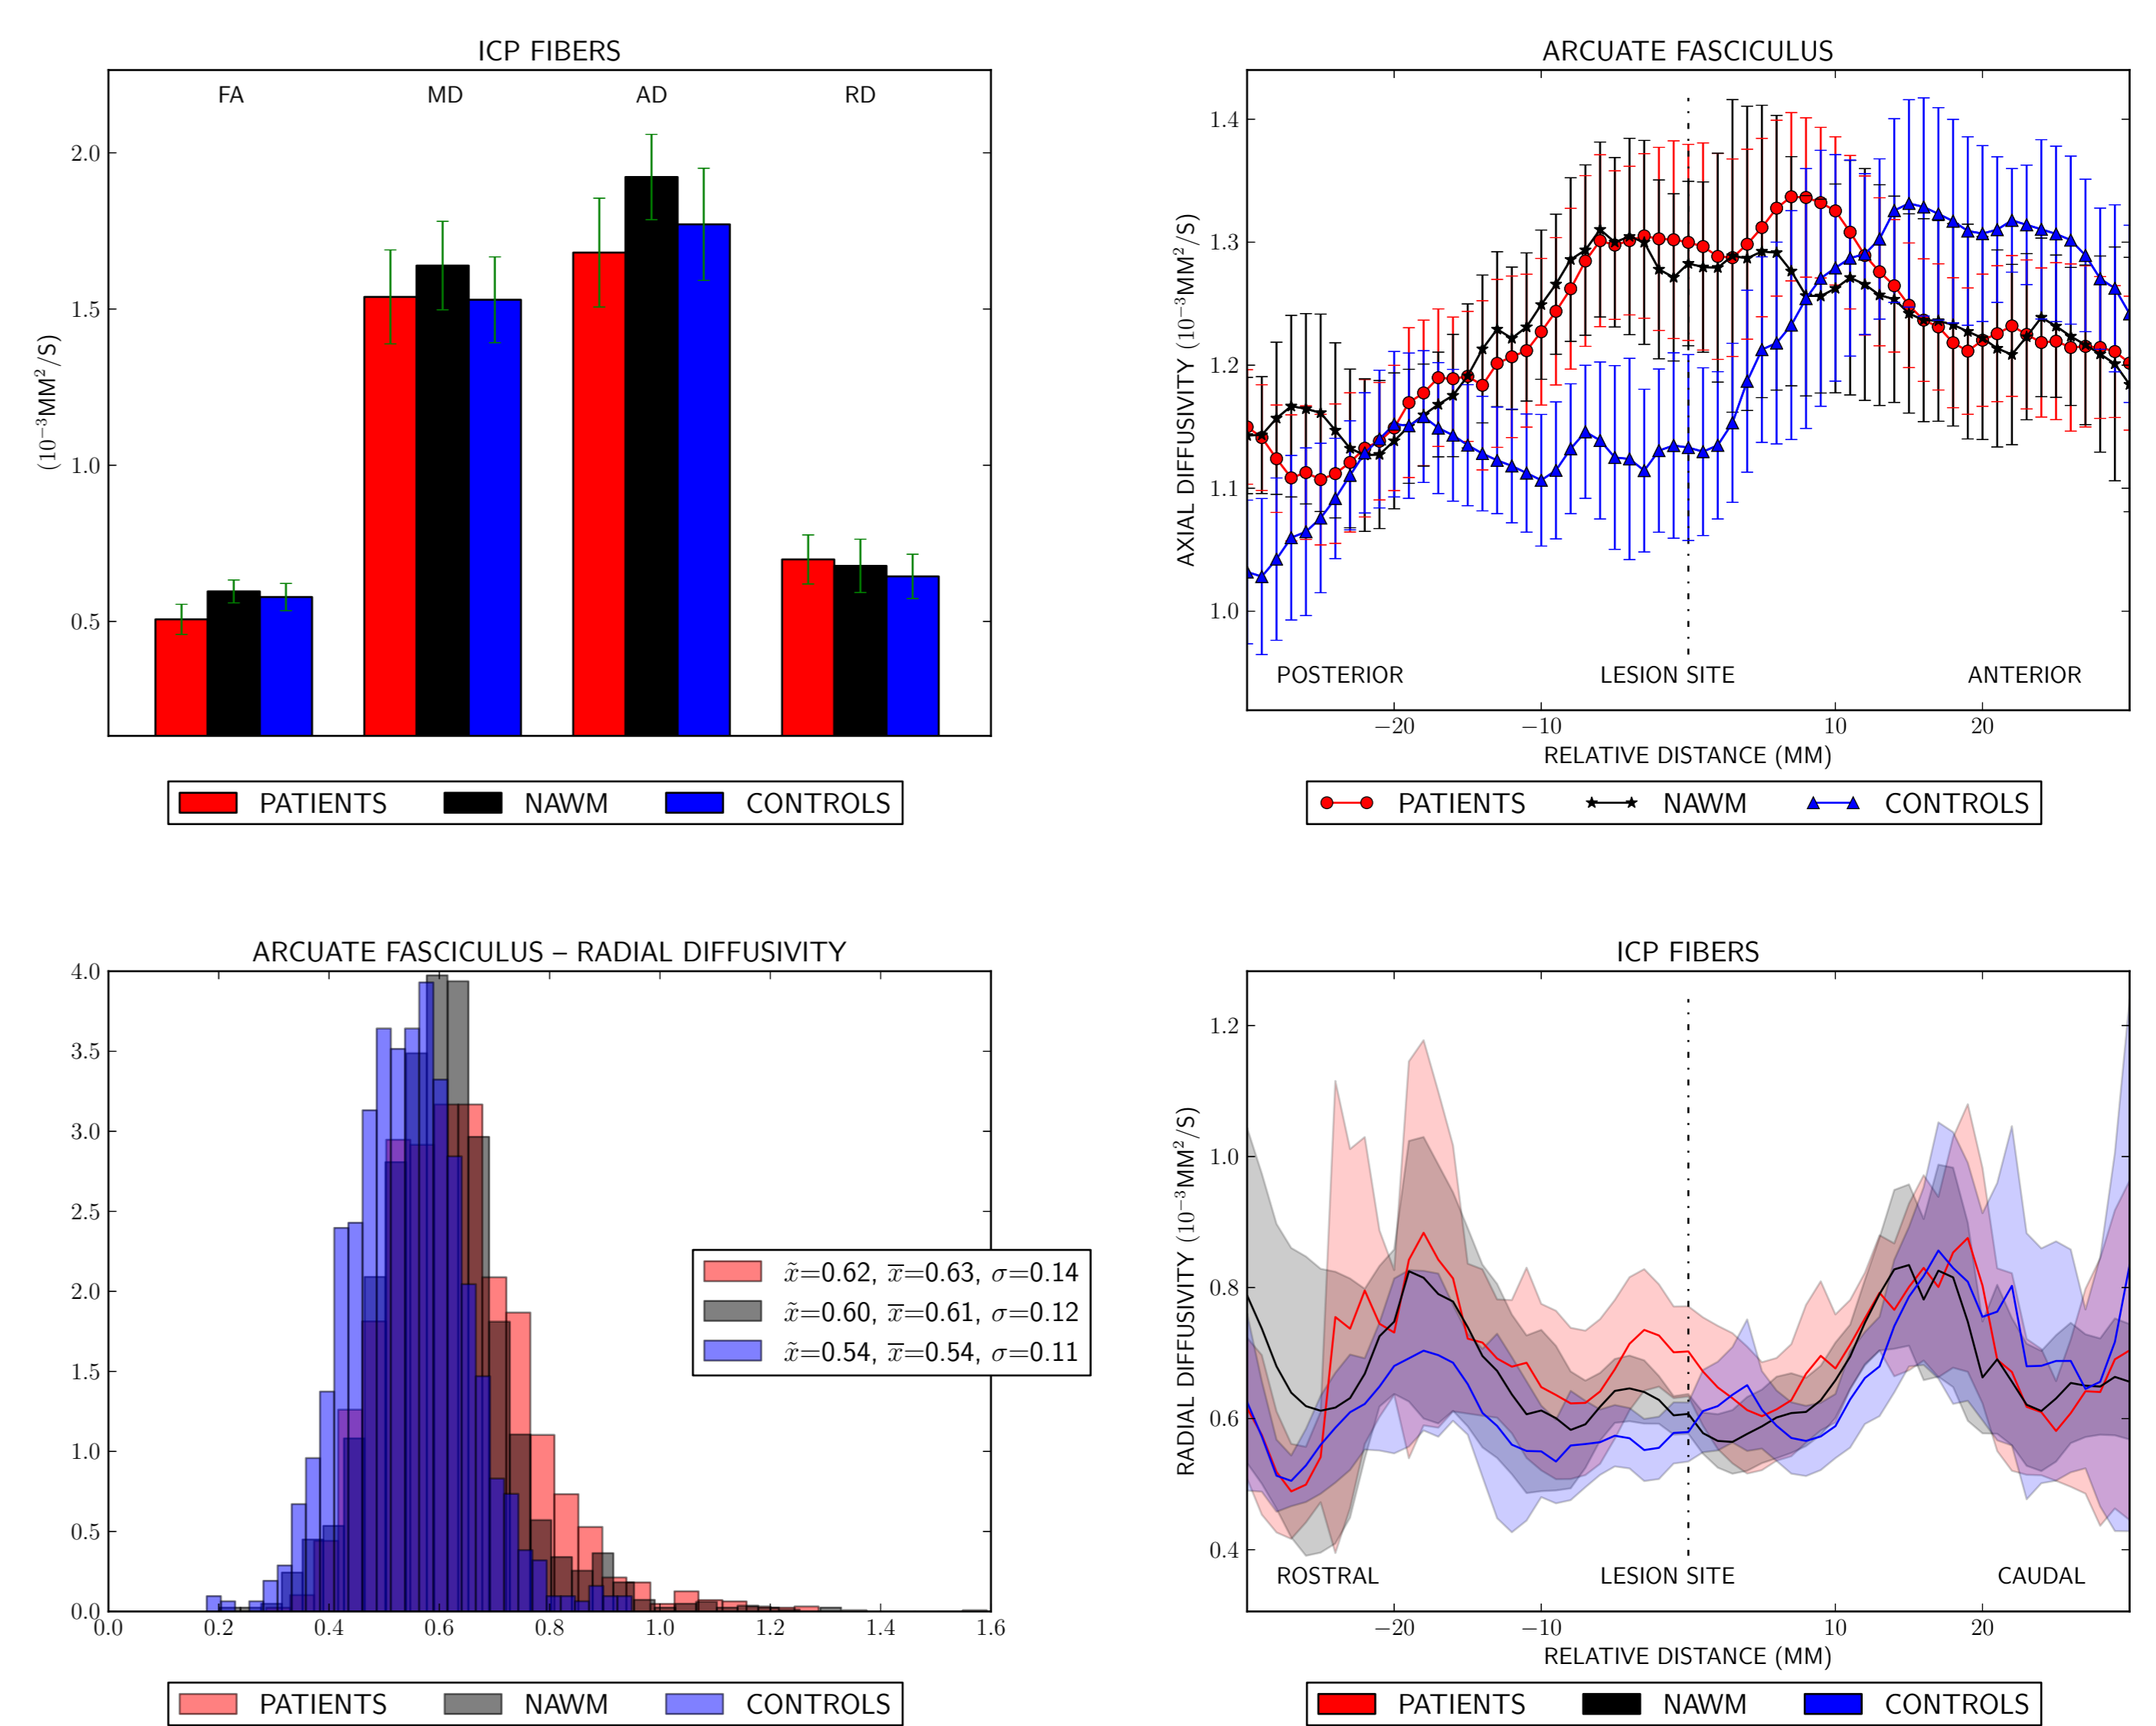 ICP FIBERS
FA MD AD RD
2.0
1.5
1.0
0.5
(10⁻³MM²/S)
PATIENTS NAWM CONTROLS
ARCUATE FASCICULUS
1.4
1.3
1.2
1.1
1.0
AXIAL DIFFUSIVITY (10⁻³MM²/S)
POSTERIOR LESION SITE ANTERIOR
−20 −10 10 20
RELATIVE DISTANCE (MM)
PATIENTS NAWM CONTROLS
ARCUATE FASCICULUS – RADIAL DIFFUSIVITY
4.0
3.5
3.0
2.5
2.0
1.5
1.0
0.5
0.0
x̃=0.62, x̅=0.63, σ=0.14
x̃=0.60, x̅=0.61, σ=0.12
x̃=0.54, x̅=0.54, σ=0.11
0.0 0.2 0.4 0.6 0.8 1.0 1.2 1.4 1.6
PATIENTS NAWM CONTROLS
ICP FIBERS
1.2
1.0
0.8
0.6
0.4
RADIAL DIFFUSIVITY (10⁻³MM²/S)
ROSTRAL LESION SITE CAUDAL
−20 −10 10 20
RELATIVE DISTANCE (MM)
PATIENTS NAWM CONTROLS